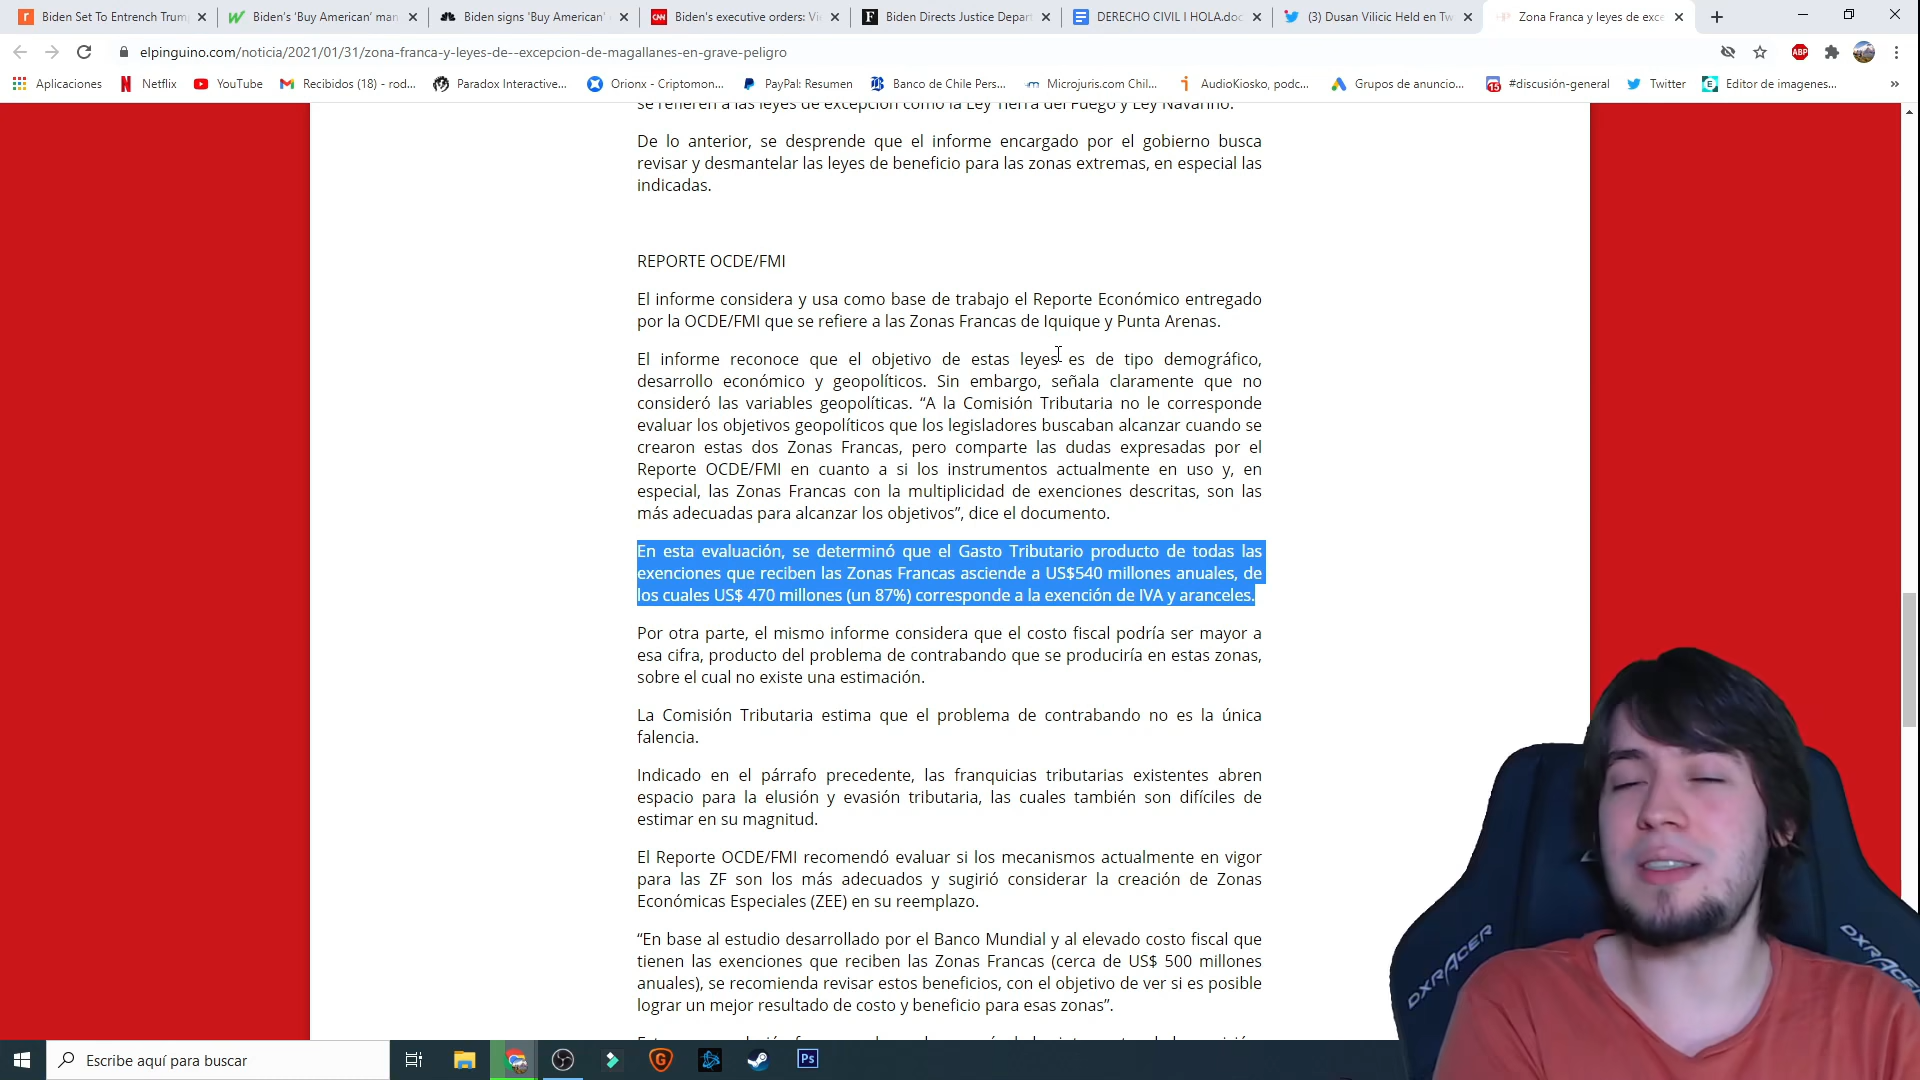 Biden Set To Entrench Trum
Biden's 'Buy American' man
Biden signs 'Buy American'
Biden's executive orders: Vi
Biden Directs Justice Depar
DERECHO CIVIL I HOLA.doc
(3) Dusan Vilicic Held en Tw
Zona Franca y leyes de exce
elpinguino.com/noticia/2021/01/31/zona-franca-y-leyes-de--excepcion-de-magallanes-en-grave-peligro
ABP
Aplicaciones
Netflix
YouTube
Recibidos (18) - rod...
Paradox Interactive...
Orionx - Criptomon...
PayPal: Resumen
Banco de Chile Pers...
Microjuris.com Chil...
AudioKiosko, podc...
Grupos de anuncio...
#discusión-general
Twitter
Editor de imagenes...
se refieren a las leyes de excepción como la Ley Tierra del Fuego y Ley Navarino.
De lo anterior, se desprende que el informe encargado por el gobierno busca
revisar y desmantelar las leyes de beneficio para las zonas extremas, en especial las
indicadas.
REPORTE OCDE/FMI
El informe considera y usa como base de trabajo el Reporte Económico entregado
por la OCDE/FMI que se refiere a las Zonas Francas de Iquique y Punta Arenas.
El informe reconoce que el objetivo de estas leyes es de tipo demográfico,
desarrollo económico y geopolíticos. Sin embargo, señala claramente que no
consideró las variables geopolíticas. “A la Comisión Tributaria no le corresponde
evaluar los objetivos geopolíticos que los legisladores buscaban alcanzar cuando se
crearon estas dos Zonas Francas, pero comparte las dudas expresadas por el
Reporte OCDE/FMI en cuanto a si los instrumentos actualmente en uso y, en
especial, las Zonas Francas con la multiplicidad de exenciones descritas, son las
más adecuadas para alcanzar los objetivos”, dice el documento.
En esta evaluación, se determinó que el Gasto Tributario producto de todas las
exenciones que reciben las Zonas Francas asciende a US$540 millones anuales, de
los cuales US$ 470 millones (un 87%) corresponde a la exención de IVA y aranceles.
Por otra parte, el mismo informe considera que el costo fiscal podría ser mayor a
esa cifra, producto del problema de contrabando que se produciría en estas zonas,
sobre el cual no existe una estimación.
La Comisión Tributaria estima que el problema de contrabando no es la única
falencia.
Indicado en el párrafo precedente, las franquicias tributarias existentes abren
espacio para la elusión y evasión tributaria, las cuales también son difíciles de
estimar en su magnitud.
El Reporte OCDE/FMI recomendó evaluar si los mecanismos actualmente en vigor
para las ZF son los más adecuados y sugirió considerar la creación de Zonas
Económicas Especiales (ZEE) en su reemplazo.
“En base al estudio desarrollado por el Banco Mundial y al elevado costo fiscal que
tienen las exenciones que reciben las Zonas Francas (cerca de US$ 500 millones
anuales), se recomienda revisar estos beneficios, con el objetivo de ver si es posible
lograr un mejor resultado de costo y beneficio para esas zonas”.
DXRACER
DXRACER
Escribe aquí para buscar
Ps